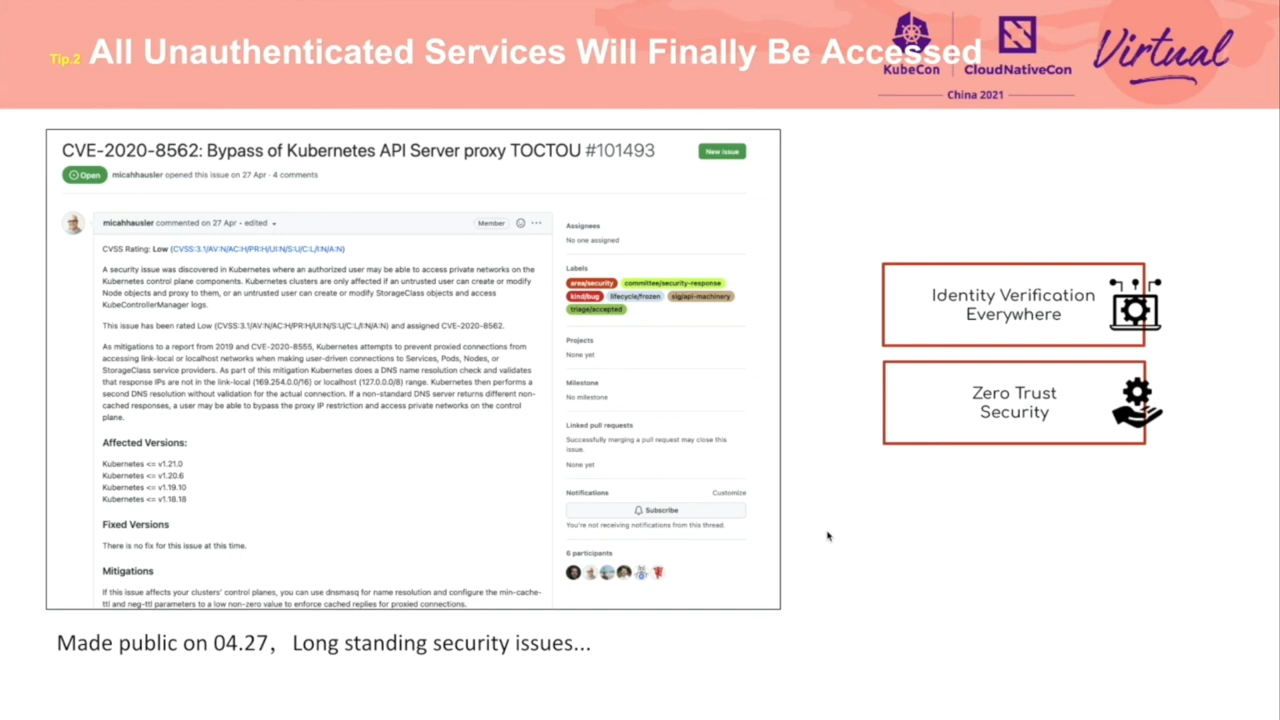 Tip.2 All Unauthenticated Services Will Finally Be Accessed
KubeCon
CloudNativeCon
Virtual
China 2021
CVE-2020-8562: Bypass of Kubernetes API Server proxy TOCTOU #101493
New issue
Open
micahhausler opened this issue on 27 Apr · 4 comments
micahhausler commented on 27 Apr · edited
Member
CVSS Rating: Low (CVSS:3.1/AV:N/AC:H/PR:H/UI:N/S:U/C:L/I:N/A:N)
A security issue was discovered in Kubernetes where an authorized user may be able to access private networks on the
Kubernetes control plane components. Kubernetes clusters are only affected if an untrusted user can create or modify
Node objects and proxy to them, or an untrusted user can create or modify StorageClass objects and access
KubeControllerManager logs.
This issue has been rated Low (CVSS:3.1/AV:N/AC:H/PR:H/UI:N/S:U/C:L/I:N/A:N) and assigned CVE-2020-8562.
As mitigations to a report from 2019 and CVE-2020-8555, Kubernetes attempts to prevent proxied connections from
accessing link-local or localhost networks when making user-driven connections to Services, Pods, Nodes, or
StorageClass service providers. As part of this mitigation Kubernetes does a DNS name resolution check and validates
that response IPs are not in the link-local (169.254.0.0/16) or localhost (127.0.0.0/8) range. Kubernetes then performs a
second DNS resolution without validation for the actual connection. If a non-standard DNS server returns different non-
cached responses, a user may be able to bypass the proxy IP restriction and access private networks on the control
plane.
Affected Versions:
Kubernetes <= v1.21.0
Kubernetes <= v1.20.6
Kubernetes <= v1.19.10
Kubernetes <= v1.18.18
Fixed Versions
There is no fix for this issue at this time.
Mitigations
If this issue affects your clusters' control planes, you can use dnsmasq for name resolution and configure the min-cache-
ttl and neg-ttl parameters to a low non-zero value to enforce cached replies for proxied connections.
Assignees
No one assigned
Labels
area/security committee/security-response
kind/bug lifecycle/frozen sig/api-machinery
triage/accepted
Projects
None yet
Milestone
No milestone
Linked pull requests
Successfully merging a pull request may close this
issue.
None yet
Notifications Customize
Subscribe
You're not receiving notifications from this thread.
6 participants
Identity Verification
Everywhere
Zero Trust
Security
Made public on 04.27， Long standing security issues...